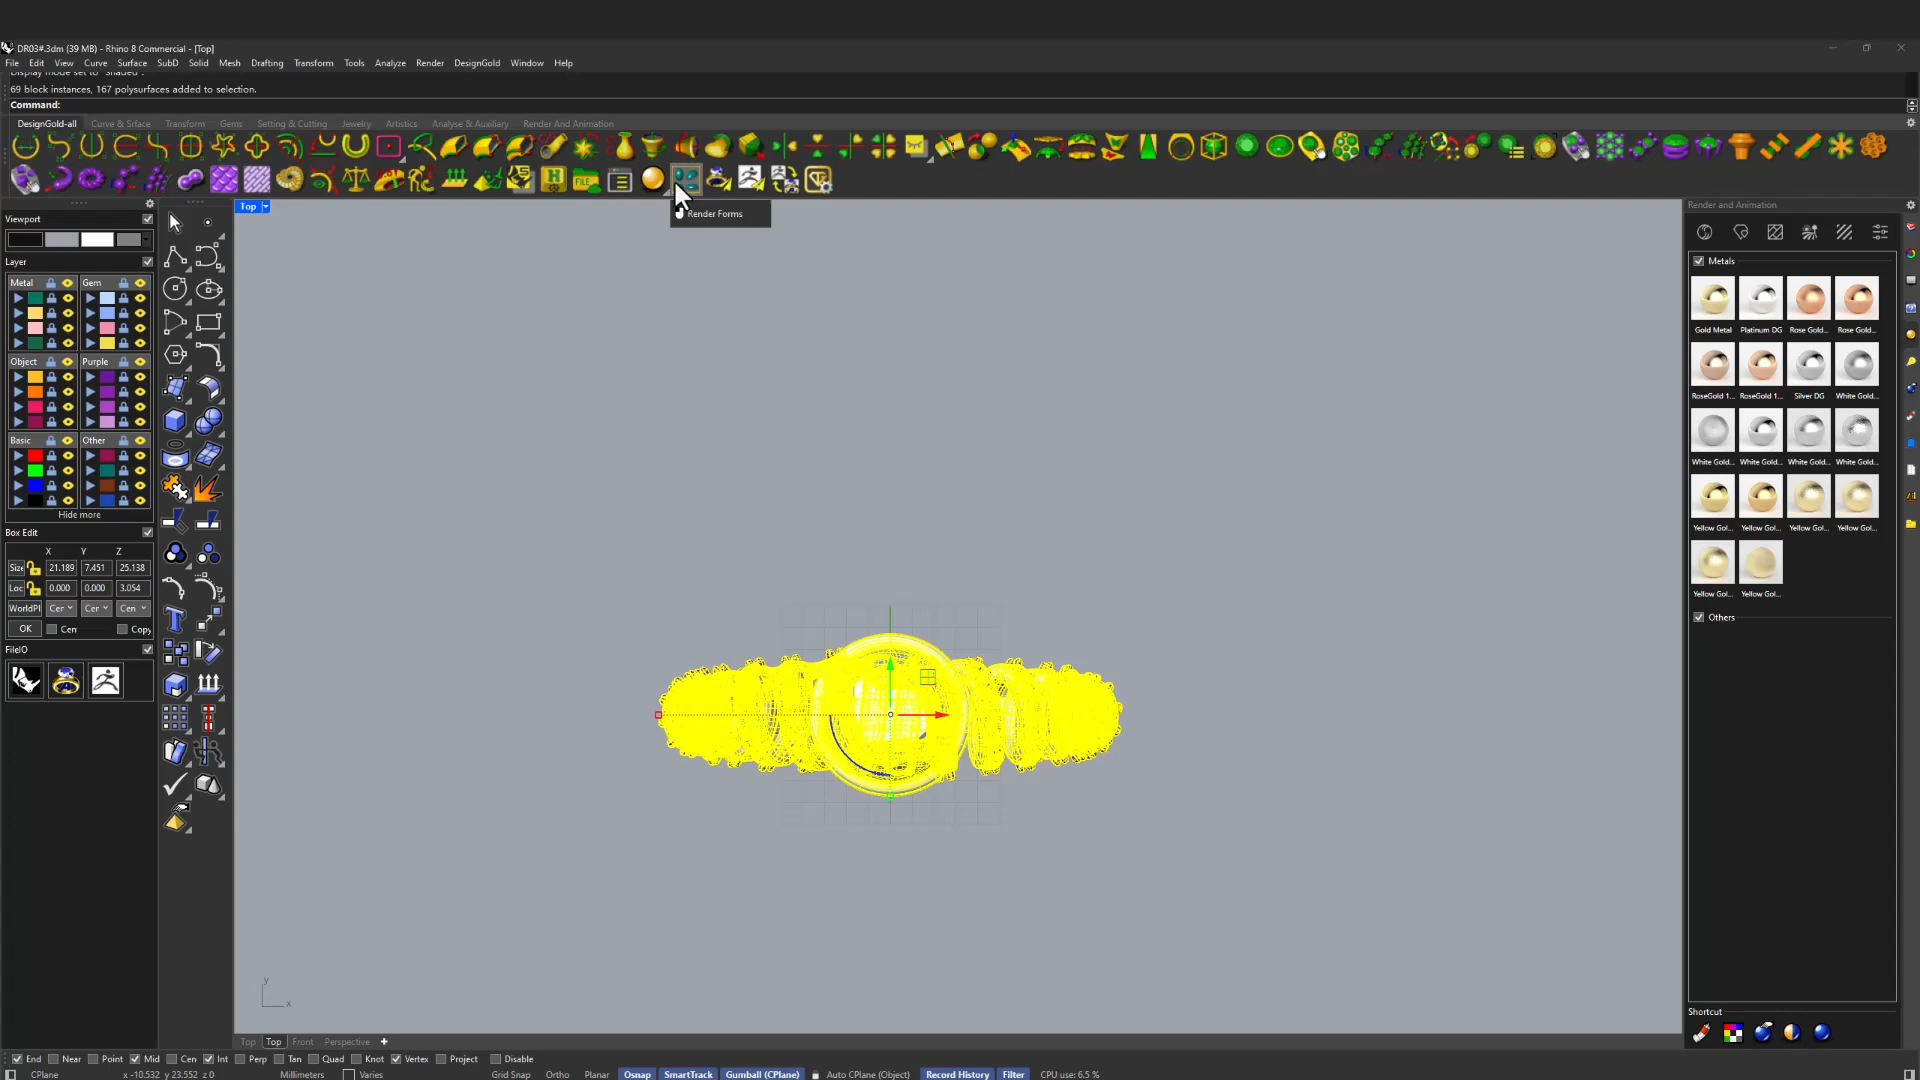 DR03#.3dm (39 MB) - Rhino 8 Commercial - [Top]
File Edit View Curve Surface SubD Solid Mesh Drafting Transform Tools Analyze Render DesignGold Window Help
Display mode set to "Shaded".
69 block instances, 167 polysurfaces added to selection.
Command:
DesignGold-all Curve & Srface Transform Gems Setting & Cutting Jewelry Artistics Analyse & Auxiliary Render And Animation
Render Forms
Viewport
Layer
Metal Gem
Object Purple
Basic Other
Hide more
Box Edit
X Y Z
Size 21.189 7.451 25.138
Loc 0.000 0.000 3.054
WorldPl Cer Cer Cen
OK Cen Copy
FileIO
Top
y
x
Render and Animation
Metals
Gold Metal Platinum DG Rose Gold... Rose Gold...
RoseGold 1... RoseGold 1... Silver DG White Gold...
White Gold... White Gold... White Gold... White Gold...
Yellow Gol... Yellow Gol... Yellow Gol... Yellow Gol...
Yellow Gol... Yellow Gol...
Others
Shortcut
Top Top Front Perspective
End Near Point Mid Cen Int Perp Tan Quad Knot Vertex Project Disable
CPlane x -10.532 y 23.552 z 0 Millimeters Varies Grid Snap Ortho Planar Osnap SmartTrack Gumball (CPlane) Auto CPlane (Object) Record History Filter CPU use: 6.5 %